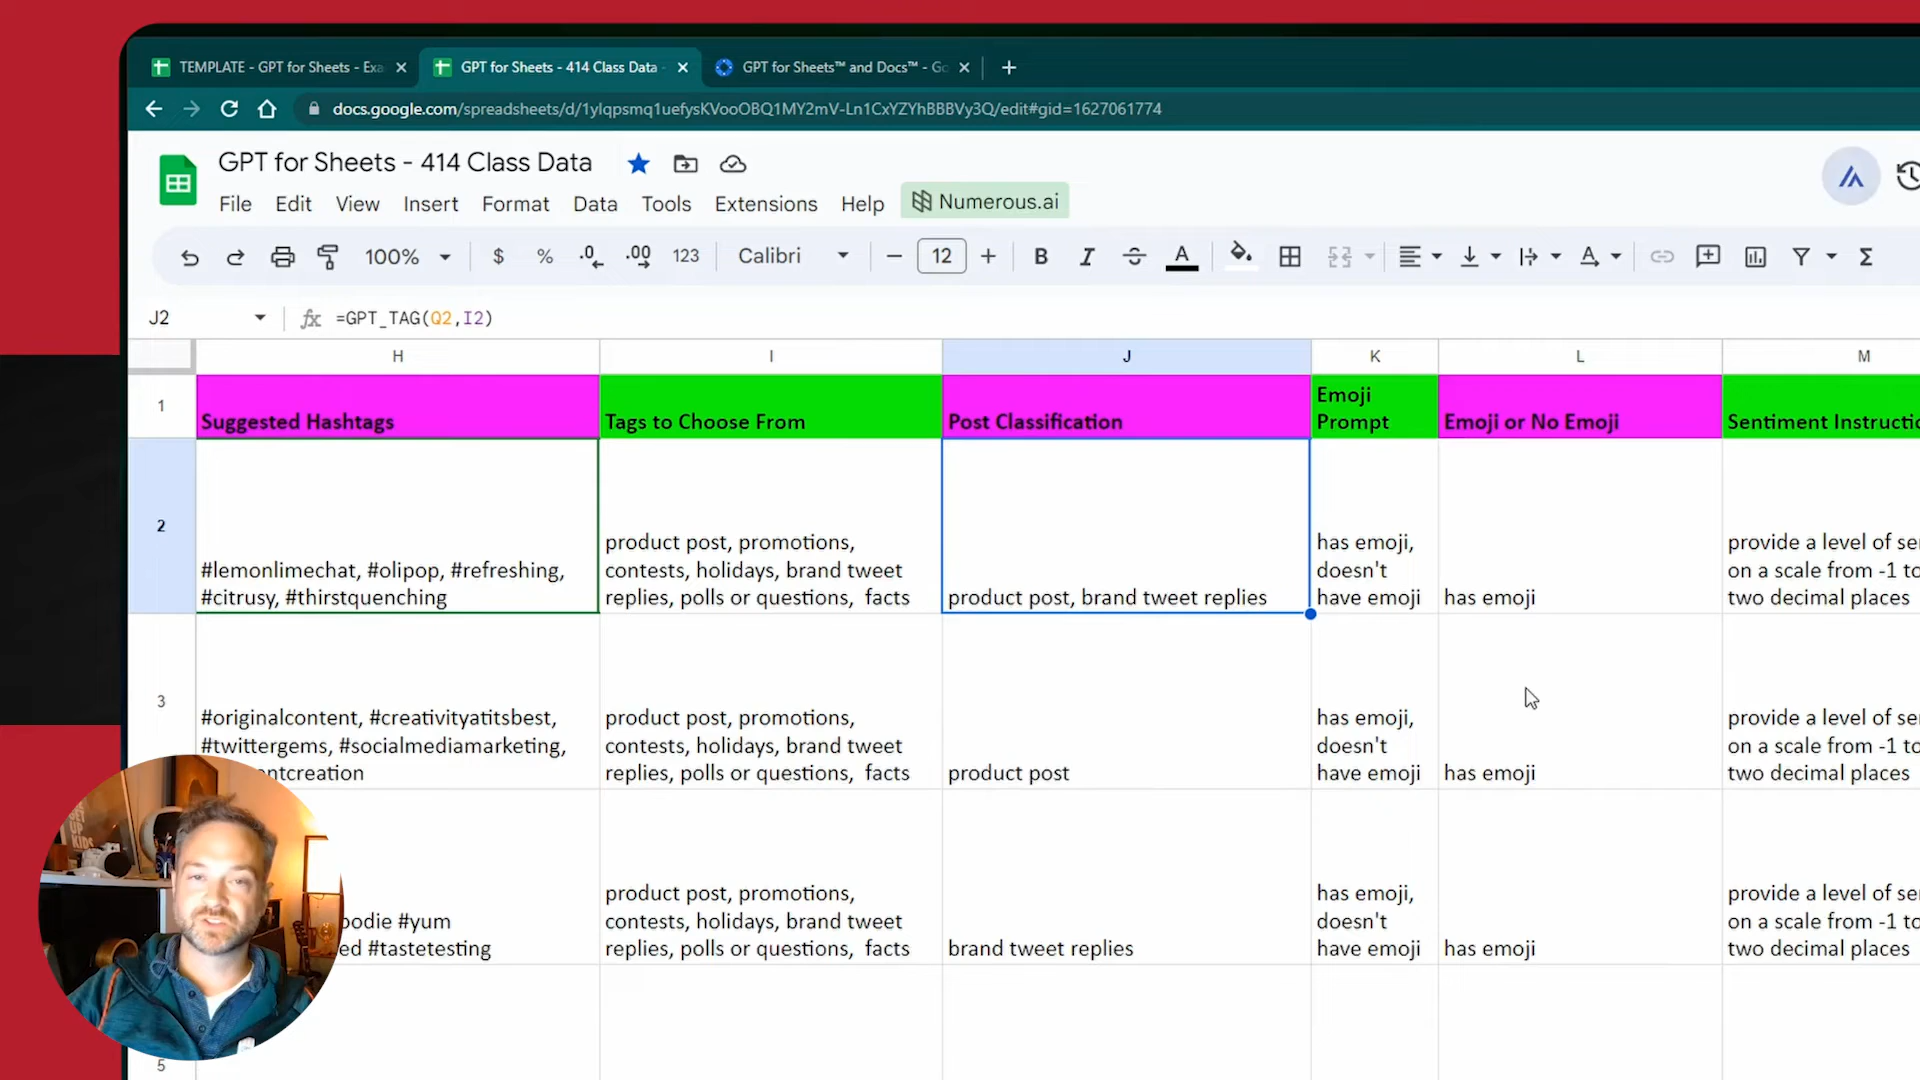 TEMPLATE - GPT for Sheets - Exa
GPT for Sheets - 414 Class Data -
GPT for Sheets™ and Docs™ - Go
docs.google.com/spreadsheets/d/1ylqpsmq1uefysKVooOBQ1MY2mV-Ln1CxYZYhBBBVy3Q/edit#gid=1627061774
GPT for Sheets - 414 Class Data
File Edit View Insert Format Data Tools Extensions Help Numerous.ai
100% $ % .0 .00 123 Calibri 12 B I A Σ
J2 fx =GPT_TAG(Q2,I2)
H I J K L M
1
Suggested Hashtags
Tags to Choose From
Post Classification
Emoji
Prompt
Emoji or No Emoji
Sentiment Instructio
2
#lemonlimechat, #olipop, #refreshing,
#citrusy, #thirstquenching
product post, promotions,
contests, holidays, brand tweet
replies, polls or questions,  facts
product post, brand tweet replies
has emoji,
doesn't
have emoji
has emoji
provide a level of se
on a scale from -1 to
two decimal places
3
#originalcontent, #creativityatitsbest,
#twittergems, #socialmediamarketing,
ntcreation
product post, promotions,
contests, holidays, brand tweet
replies, polls or questions,  facts
product post
has emoji,
doesn't
have emoji
has emoji
provide a level of se
on a scale from -1 to
two decimal places
oodie #yum
ed #tastetesting
product post, promotions,
contests, holidays, brand tweet
replies, polls or questions,  facts
brand tweet replies
has emoji,
doesn't
have emoji
has emoji
provide a level of se
on a scale from -1 to
two decimal places
5